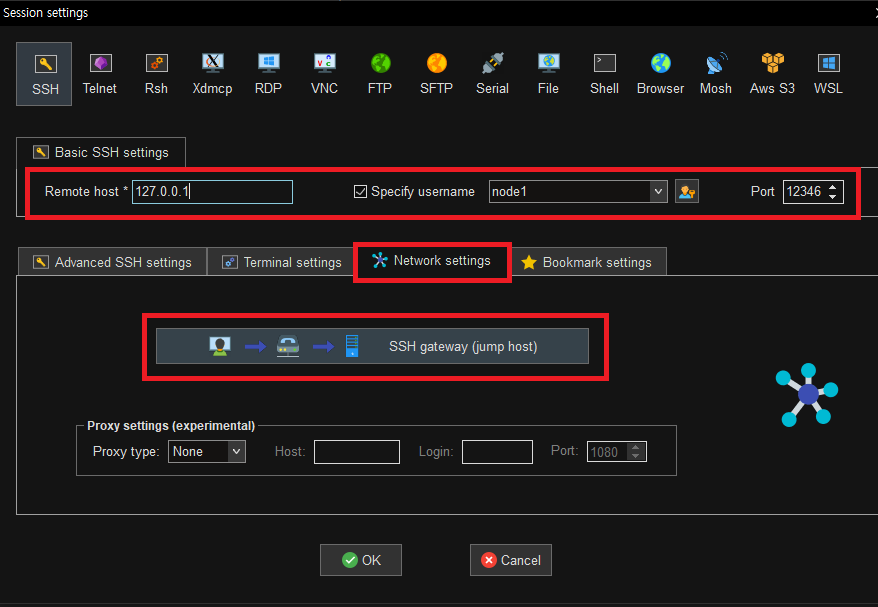 Session settings
SSH Telnet Rsh Xdmcp RDP VNC FTP SFTP Serial File Shell Browser Mosh Aws S3 WSL
Basic SSH settings
Remote host * 127.0.0.1 Specify username node1 Port 12346
Advanced SSH settings Terminal settings Network settings Bookmark settings
SSH gateway (jump host)
Proxy settings (experimental)
Proxy type: None Host: Login: Port: 1080
OK Cancel